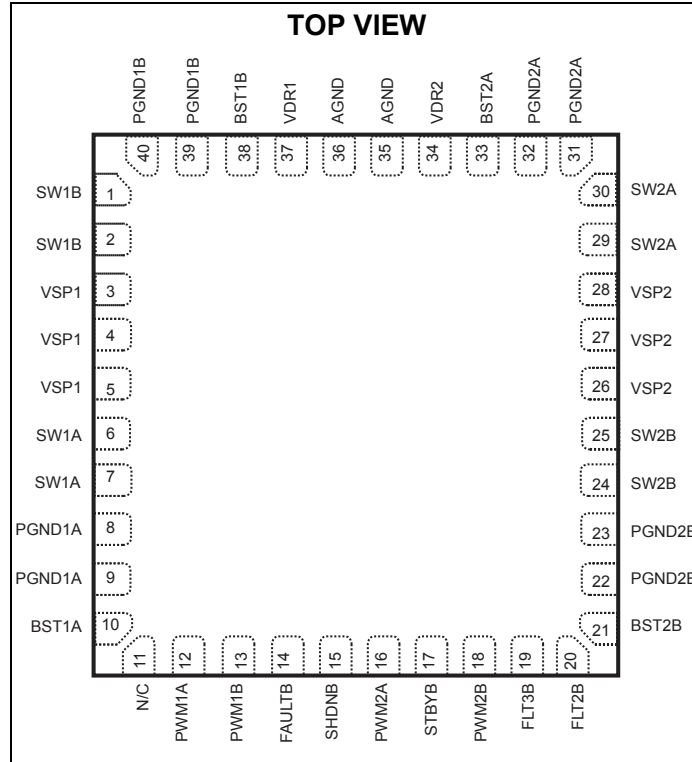 TOP VIEW
PGND1B
PGND1B
BST1B
VDR1
AGND
AGND
VDR2
BST2A
PGND2A
PGND2A
40
39
38
37
36
35
34
33
32
31
SW1B 1
30 SW2A
SW1B 2
29 SW2A
VSP1 3
28 VSP2
VSP1 4
27 VSP2
VSP1 5
26 VSP2
SW1A 6
25 SW2B
SW1A 7
24 SW2B
PGND1A 8
23 PGND2B
PGND1A 9
22 PGND2B
BST1A 10
21 BST2B
11
12
13
14
15
16
17
18
19
20
N/C
PWM1A
PWM1B
FAULTB
SHDNB
PWM2A
STBYB
PWM2B
FLT3B
FLT2B